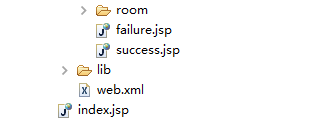 room
failure.jsp
success.jsp
lib
web.xml
index.jsp